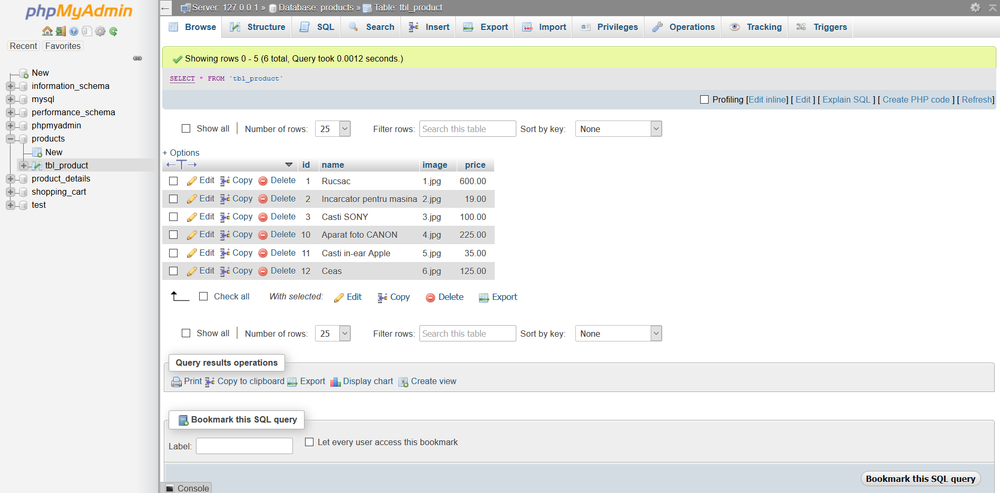 phpMyAdmin
Recent Favorites
New
information_schema
mysql
performance_schema
phpmyadmin
products
New
tbl_product
product_details
shopping_cart
test
← Server: 127.0.0.1 » Database: products » Table: tbl_product
Browse Structure SQL Search Insert Export Import Privileges Operations Tracking Triggers
Showing rows 0 - 5 (6 total, Query took 0.0012 seconds.)
SELECT * FROM `tbl_product`
Profiling [Edit inline] [ Edit ] [ Explain SQL ] [ Create PHP code ] [ Refresh]
Show all | Number of rows: 25 Filter rows: Search this table Sort by key: None
+ Options
←T→ id name image price
Edit Copy Delete 1 Rucsac 1.jpg 600.00
Edit Copy Delete 2 Incarcator pentru masina 2.jpg 19.00
Edit Copy Delete 3 Casti SONY 3.jpg 100.00
Edit Copy Delete 10 Aparat foto CANON 4.jpg 225.00
Edit Copy Delete 11 Casti in-ear Apple 5.jpg 35.00
Edit Copy Delete 12 Ceas 6.jpg 125.00
Check all With selected: Edit Copy Delete Export
Show all | Number of rows: 25 Filter rows: Search this table Sort by key: None
Query results operations
Print Copy to clipboard Export Display chart Create view
Bookmark this SQL query
Label: Let every user access this bookmark
Bookmark this SQL query
Console